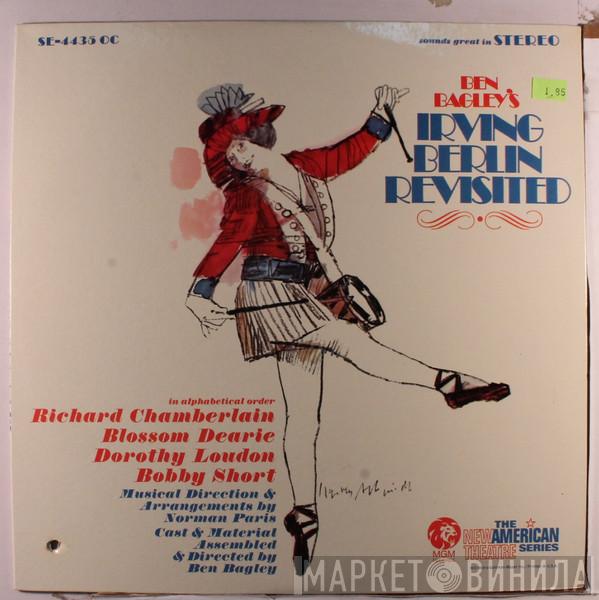 SE-4435 OC
sounds great in STEREO
BEN
BAGLEY'S
1,95
IRVING
BERLIN
REVISITED
in alphabetical order
Richard Chamberlain
Blossom Dearie
Dorothy Loudon
Bobby Short
Musical Direction &
Arrangements by
Norman Paris
Cast & Material
Assembled
& Directed by
Ben Bagley
MGM
THE
NEW AMERICAN
THEATRE SERIES
МАРКЕТ ВИНИЛА